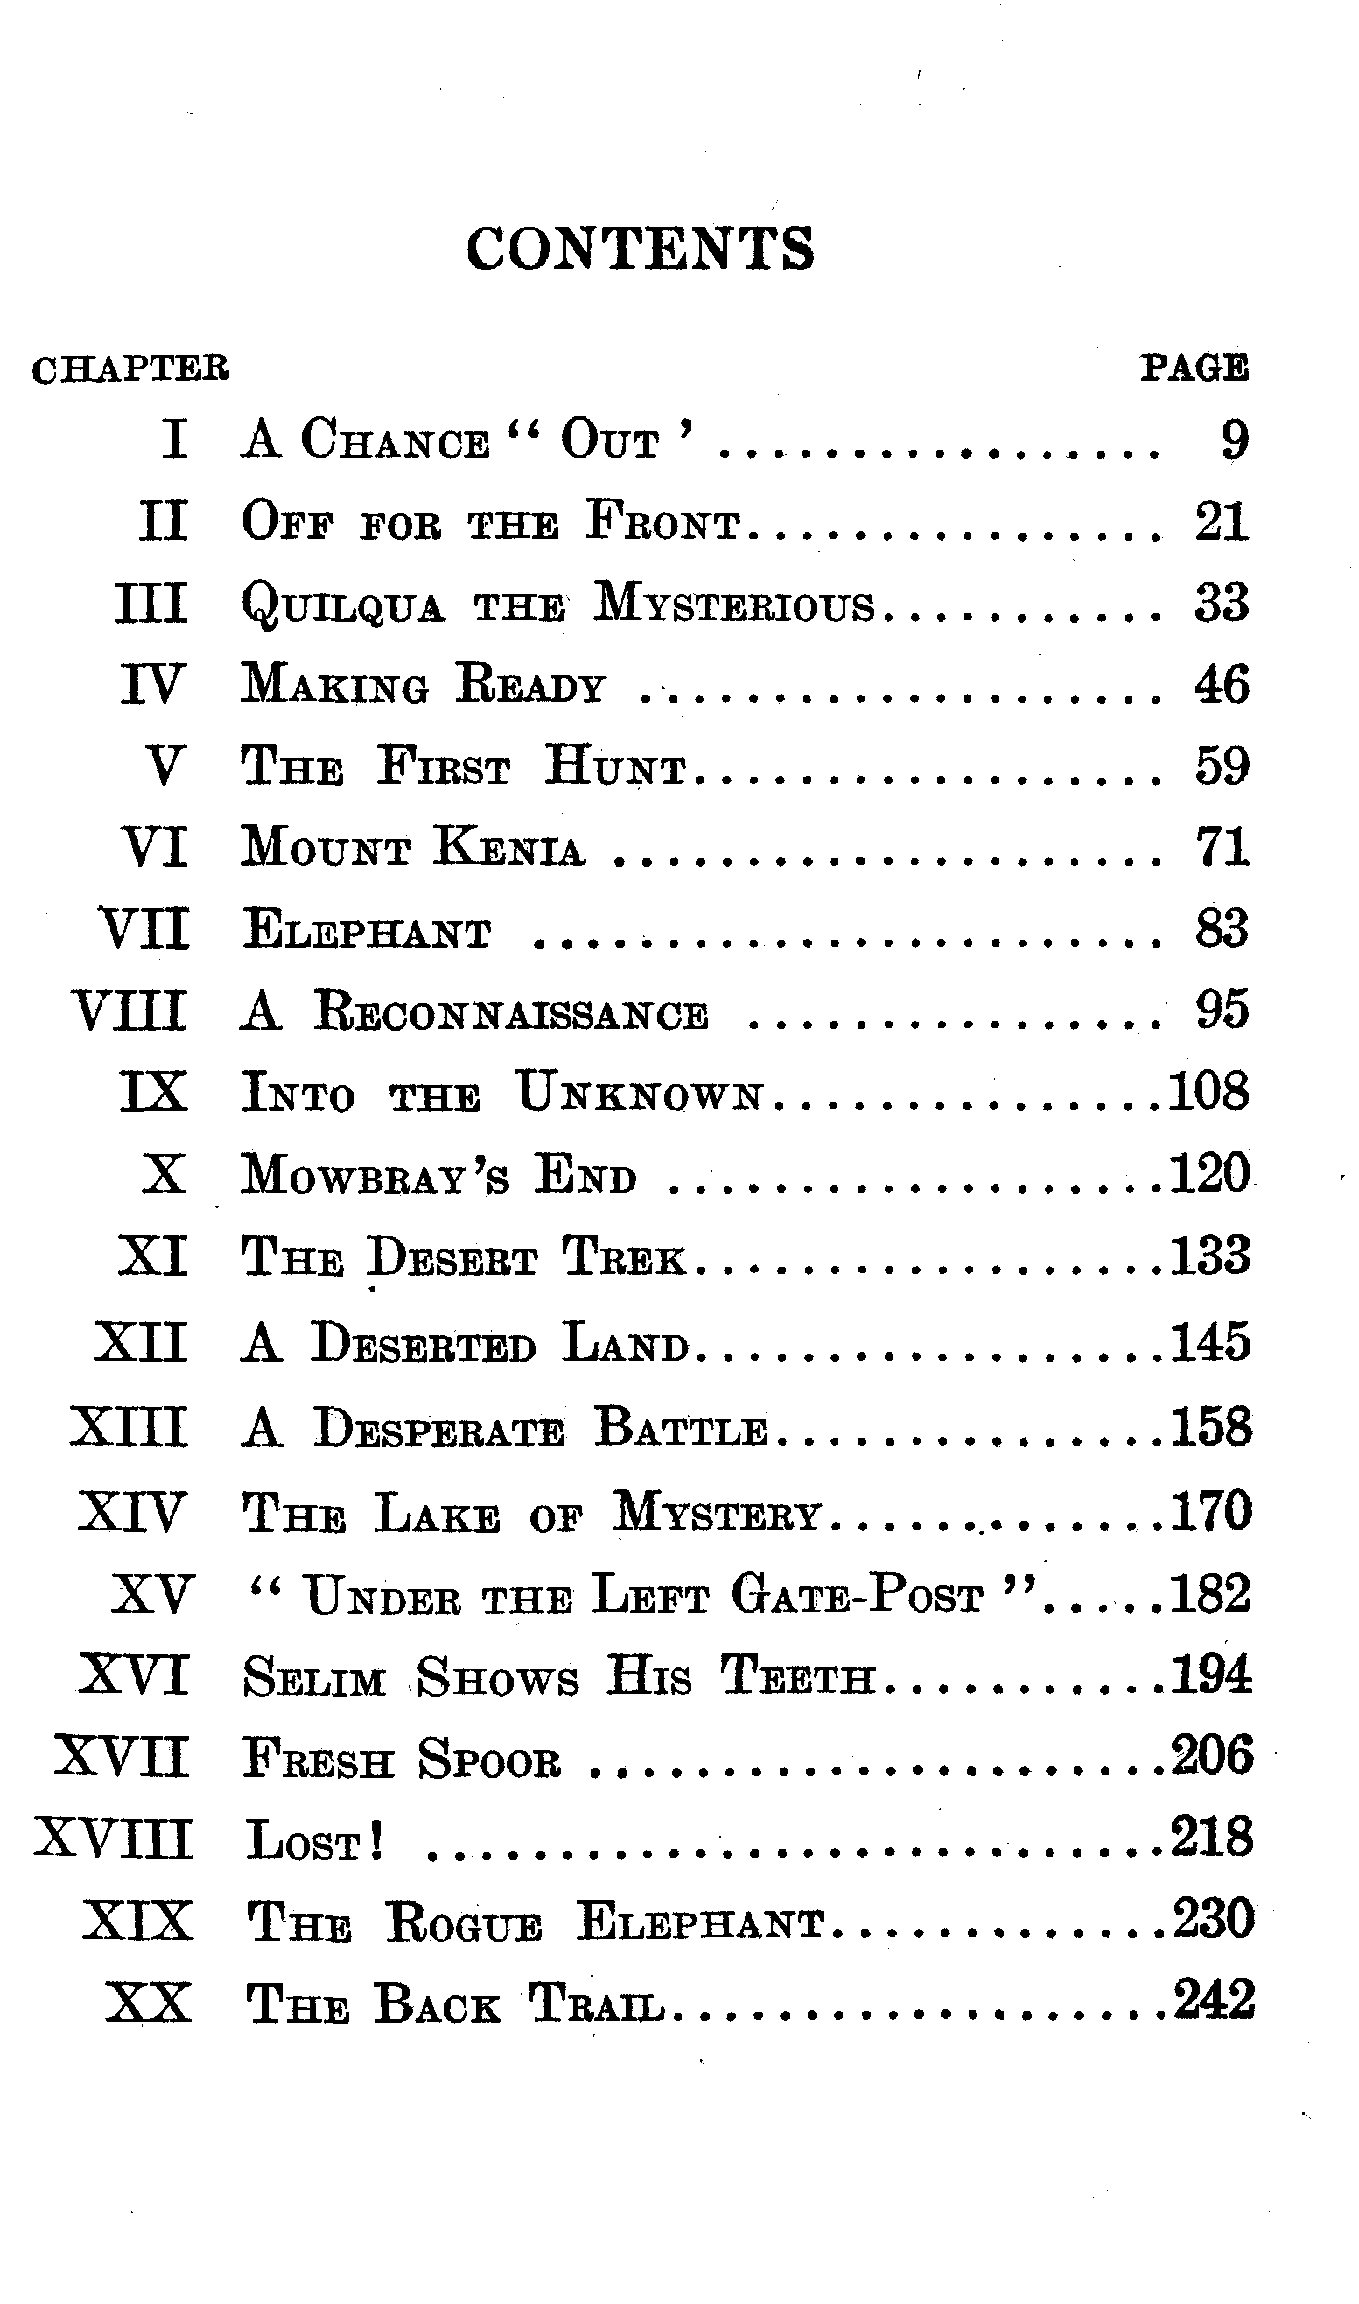 CONTENTS
CHAPTER PAGE
I A CHANCE “ OUT ’ ................. 9
II OFF FOR THE FRONT................ 21
III QUILQUA THE MYSTERIOUS........... 33
IV MAKING READY .................... 46
V THE FIRST HUNT.................. 59
VI MOUNT KENIA ..................... 71
VII ELEPHANT ........................ 83
VIII A RECONNAISSANCE ................ 95
IX INTO THE UNKNOWN...............108
X MOWBRAY’S END ...................120
XI THE DESERT TREK..................133
XII A DESERTED LAND..................145
XIII A DESPERATE BATTLE...............158
XIV THE LAKE OF MYSTERY.............170
XV “ UNDER THE LEFT GATE-POST ”.....182
XVI SELIM SHOWS HIS TEETH...........194
XVII FRESH SPOOR ......................206
XVIII LOST! ............................218
XIX THE ROGUE ELEPHANT.............230
XX THE BACK TRAIL...................242